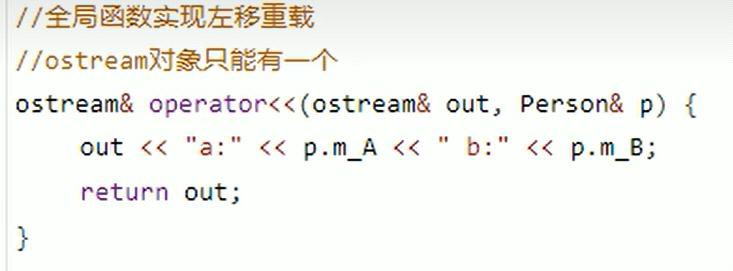 //全局函数实现左移重载
//ostream对象只能有一个
ostream& operator<<(ostream& out, Person& p) {
    out << "a:" << p.m_A << " b:" << p.m_B;
    return out;
}